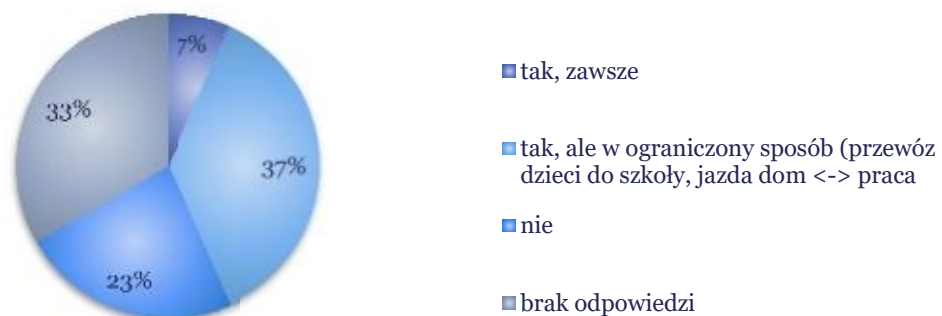 7%
37%
23%
33%
tak, zawsze
tak, ale w ograniczony sposób (przewóz
dzieci do szkoły, jazda dom <-> praca
nie
brak odpowiedzi